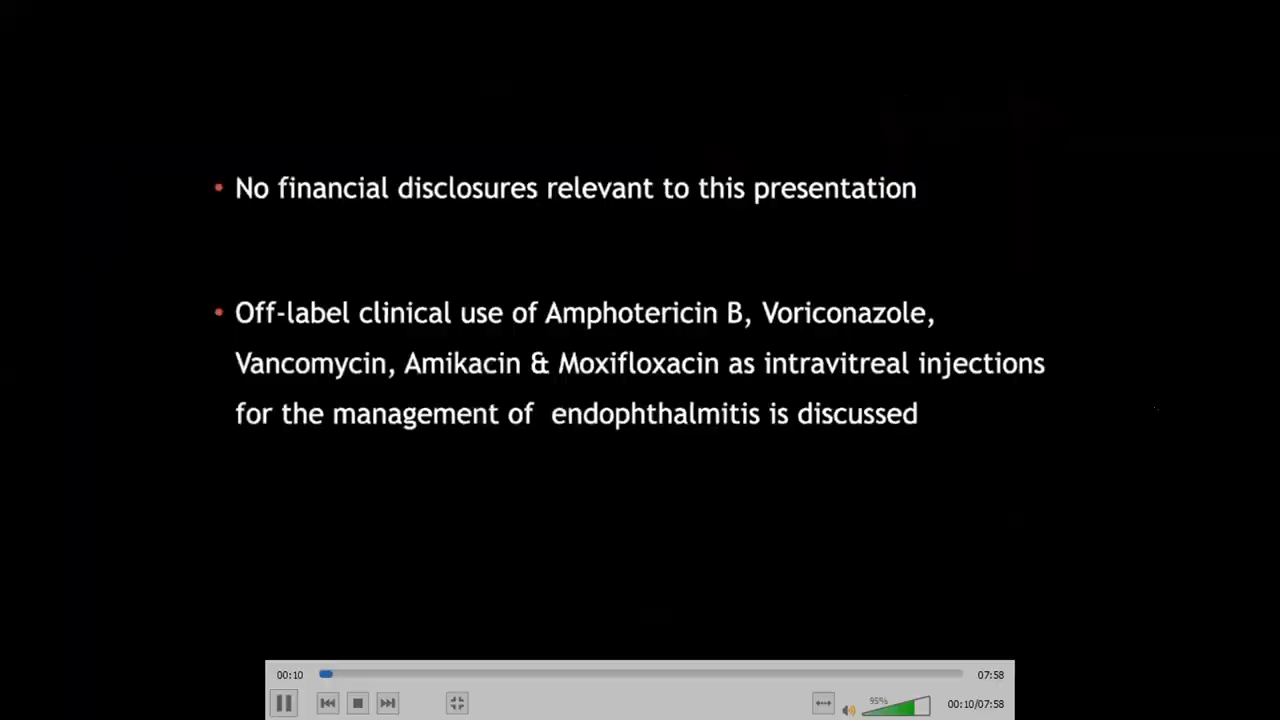 • No financial disclosures relevant to this presentation
• Off-label clinical use of Amphotericin B, Voriconazole,
Vancomycin, Amikacin & Moxifloxacin as intravitreal injections
for the management of endophthalmitis is discussed
00:10
07:58
95%
00:10/07:58